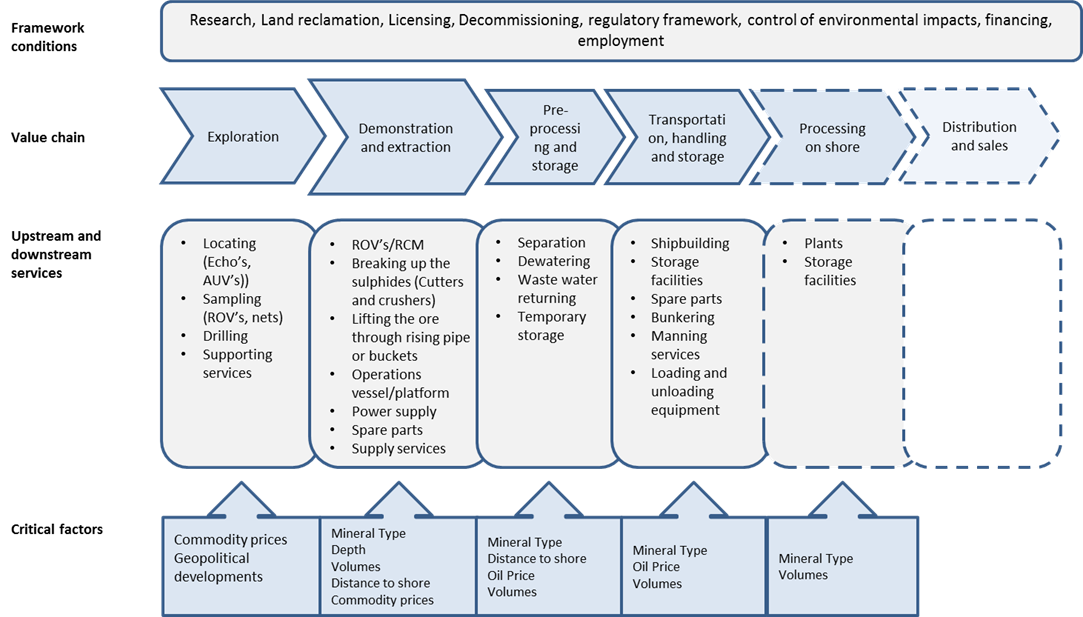 Framework
conditions
Research, Land reclamation, Licensing, Decommissioning, regulatory framework, control of environmental impacts, financing,
employment
Value chain
Exploration
Demonstration
and extraction
Pre-
processi
ng and
storage
Transportati
on, handling
and storage
Processing
on shore
Distribution
and sales
Upstream and
downstream
services
• Locating
(Echo's,
AUV's))
• Sampling
(ROV's, nets)
• Drilling
• Supporting
services
• ROV's/RCM
• Breaking up the
sulphides (Cutters
and crushers)
• Lifting the ore
through rising pipe
or buckets
• Operations
vessel/platform
• Power supply
• Spare parts
• Supply services
• Separation
• Dewatering
• Waste water
returning
• Temporary
storage
• Shipbuilding
• Storage
facilities
• Spare parts
• Bunkering
• Manning
services
• Loading and
unloading
equipment
• Plants
• Storage
facilities
Critical factors
Commodity prices
Geopolitical
developments
Mineral Type
Depth
Volumes
Distance to shore
Commodity prices
Mineral Type
Distance to shore
Oil Price
Volumes
Mineral Type
Oil Price
Volumes
Mineral Type
Volumes